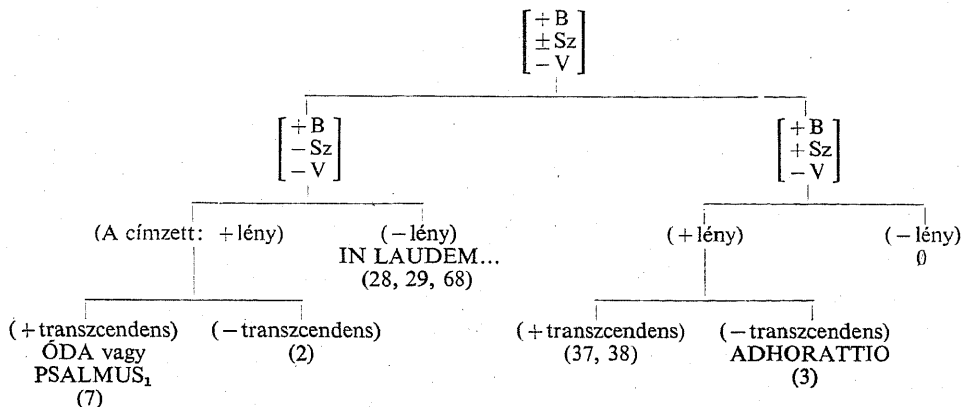 + B
± Sz
− V
+ B
− Sz
− V
+ B
+ Sz
− V
(A címzett: +lény)
(−lény)
IN LAUDEM...
(28, 29, 68)
(+lény)
(−lény)
∅
(+transzcendens)
ÓDA vagy
PSALMUS₁
(7)
(−transzcendens)
(2)
(+transzcendens)
(37, 38)
(−transzcendens)
ADHORATTIO
(3)